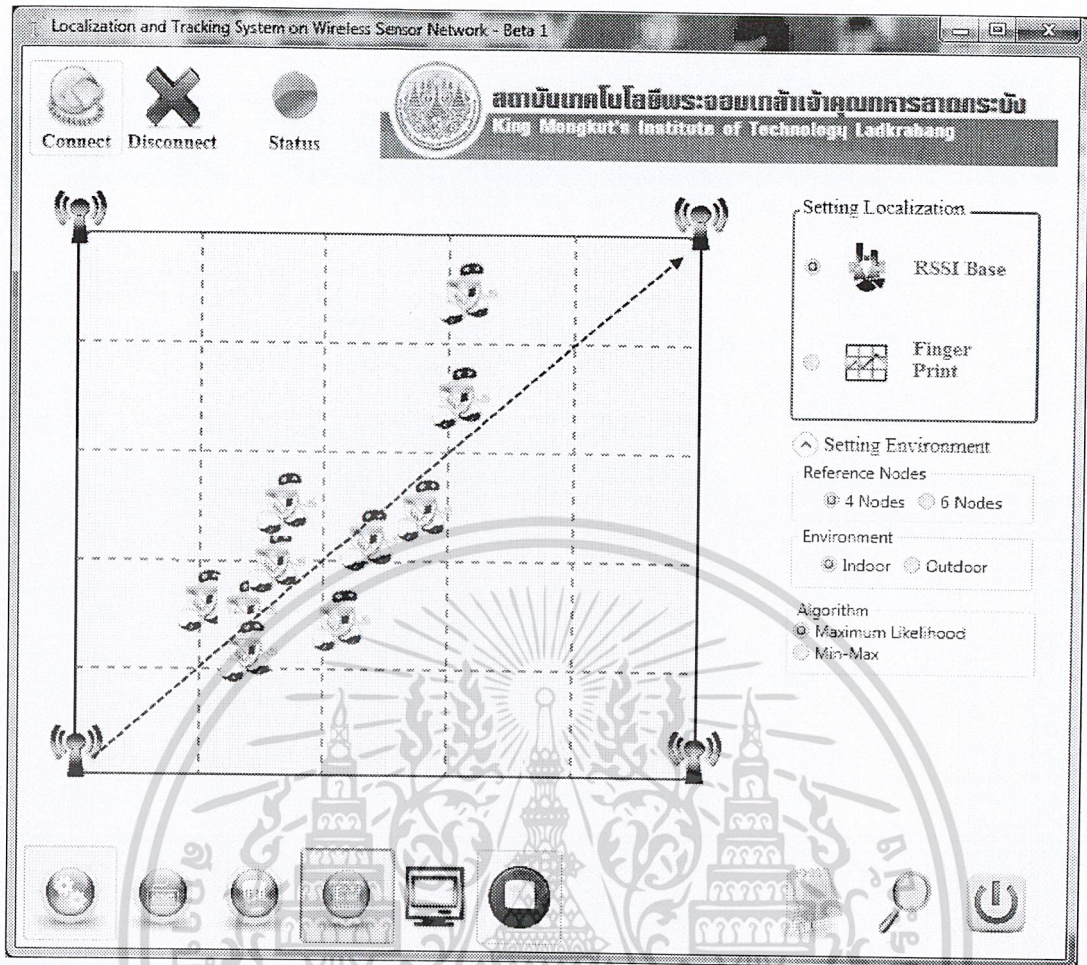 Localization and Tracking System on Wireless Sensor Network - Beta 1
Connect Disconnect Status
สถาบันเทคโนโลยีพระจอมเกล้าเจ้าคุณทหารลาดกระบัง
King Mongkut's Institute of Technology Ladkrabang
Setting Localization
RSSI Base
Finger
Print
Setting Environment
Reference Nodes
4 Nodes 6 Nodes
Environment
Indoor Outdoor
Algorithm
Maximum Likelihood
Min-Max